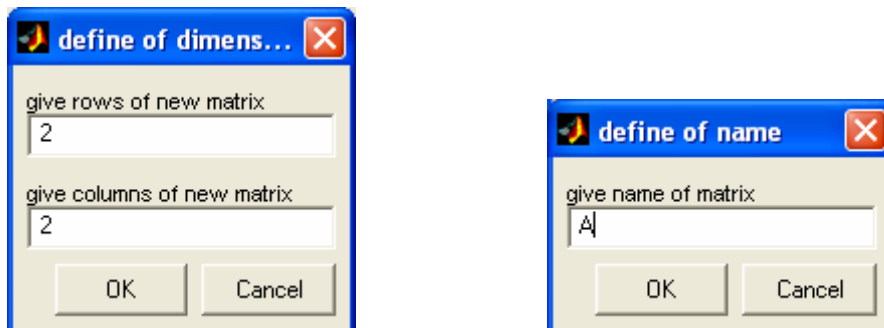 define of dimens...
give rows of new matrix
2
give columns of new matrix
2
OK Cancel
define of name
give name of matrix
A
OK Cancel